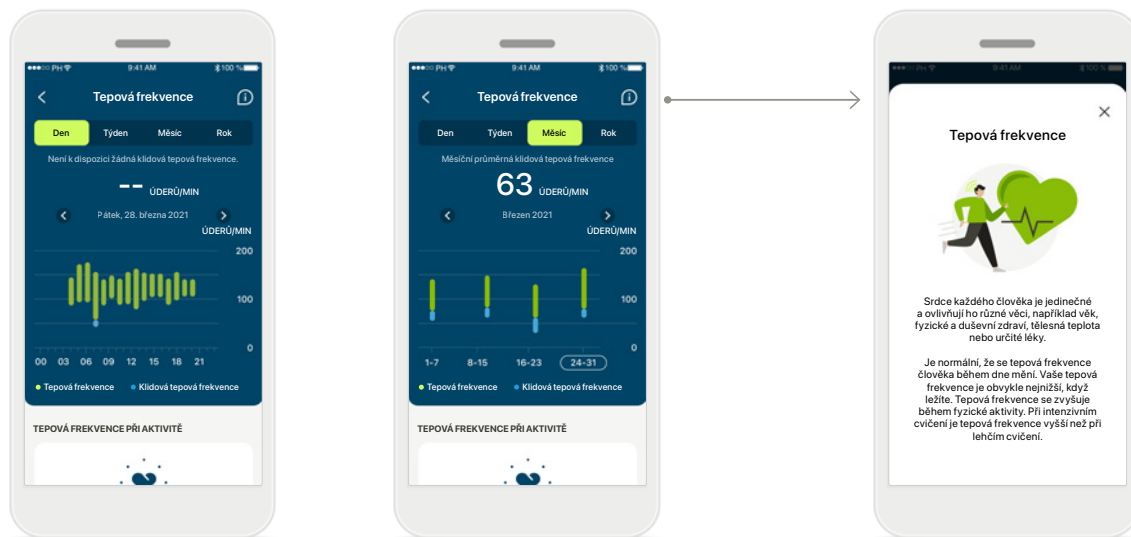 PH 9:41 AM 100 %
Tepová frekvence
Den Týden Měsíc Rok
Není k dispozici žádná klidová tepová frekvence.
-- ÚDERŮ/MIN
Pátek, 28. března 2021
ÚDERŮ/MIN
200
100
0
00 03 06 09 12 15 18 21
Tepová frekvence Klidová tepová frekvence
TEPOVÁ FREKVENCE PŘI AKTIVITĚ
PH 9:41 AM 100 %
Tepová frekvence
Den Týden Měsíc Rok
Měsíční průměrná klidová tepová frekvence
63 ÚDERŮ/MIN
Březen 2021
ÚDERŮ/MIN
200
100
0
1-7 8-15 16-23 24-31
Tepová frekvence Klidová tepová frekvence
TEPOVÁ FREKVENCE PŘI AKTIVITĚ
PH 9:41 AM 100 %
Tepová frekvence
Srdce každého člověka je jedinečné
a ovlivňují ho různé věci, například věk,
fyzické a duševní zdraví, tělesná teplota
nebo určité léky.
Je normální, že se tepová frekvence
člověka během dne mění. Vaše tepová
frekvence je obvykle nejnižší, když
ležíte. Tepová frekvence se zvyšuje
během fyzické aktivity. Při intenzivním
cvičení je tepová frekvence vyšší než při
lehčím cvičení.